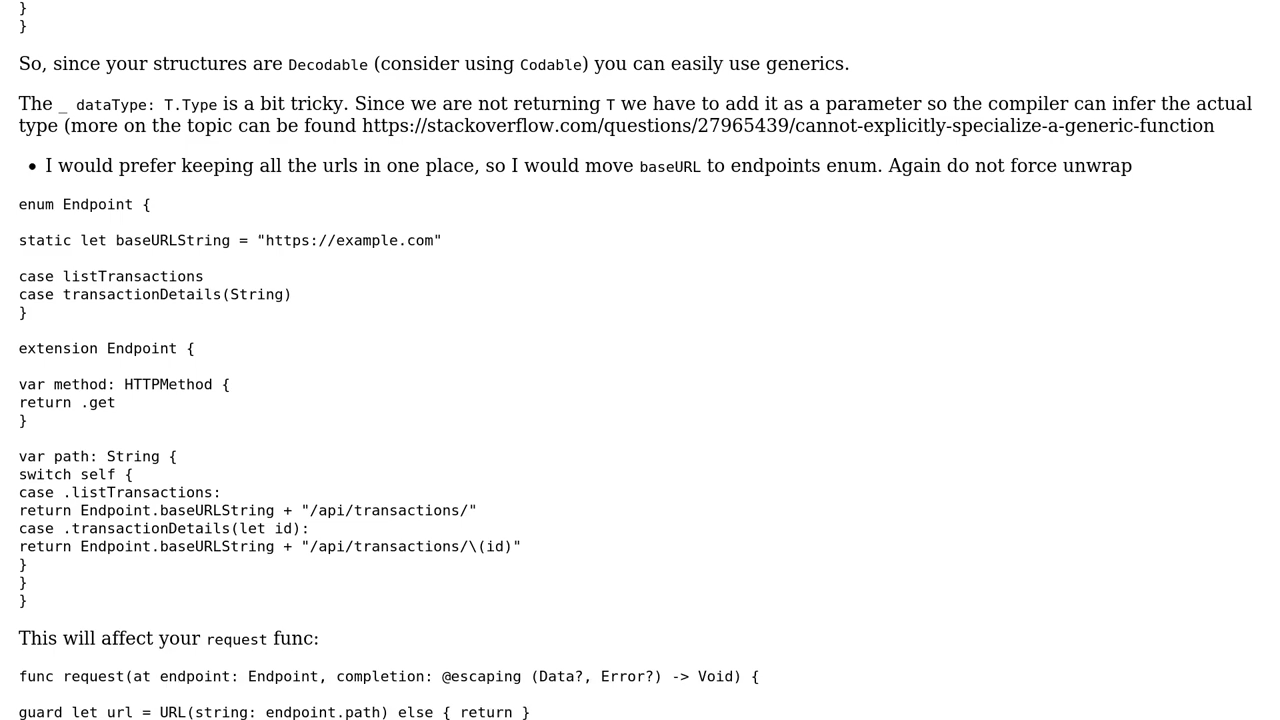 }
}
So, since your structures are Decodable (consider using Codable) you can easily use generics.
The _ dataType: T.Type is a bit tricky. Since we are not returning T we have to add it as a parameter so the compiler can infer the actual
type (more on the topic can be found https://stackoverflow.com/questions/27965439/cannot-explicitly-specialize-a-generic-function
• I would prefer keeping all the urls in one place, so I would move baseURL to endpoints enum. Again do not force unwrap
enum Endpoint {
static let baseURLString = "https://example.com"
case listTransactions
case transactionDetails(String)
}
extension Endpoint {
var method: HTTPMethod {
return .get
}
var path: String {
switch self {
case .listTransactions:
return Endpoint.baseURLString + "/api/transactions/"
case .transactionDetails(let id):
return Endpoint.baseURLString + "/api/transactions/\(id)"
}
}
}
This will affect your request func:
func request(at endpoint: Endpoint, completion: @escaping (Data?, Error?) -> Void) {
guard let url = URL(string: endpoint.path) else { return }